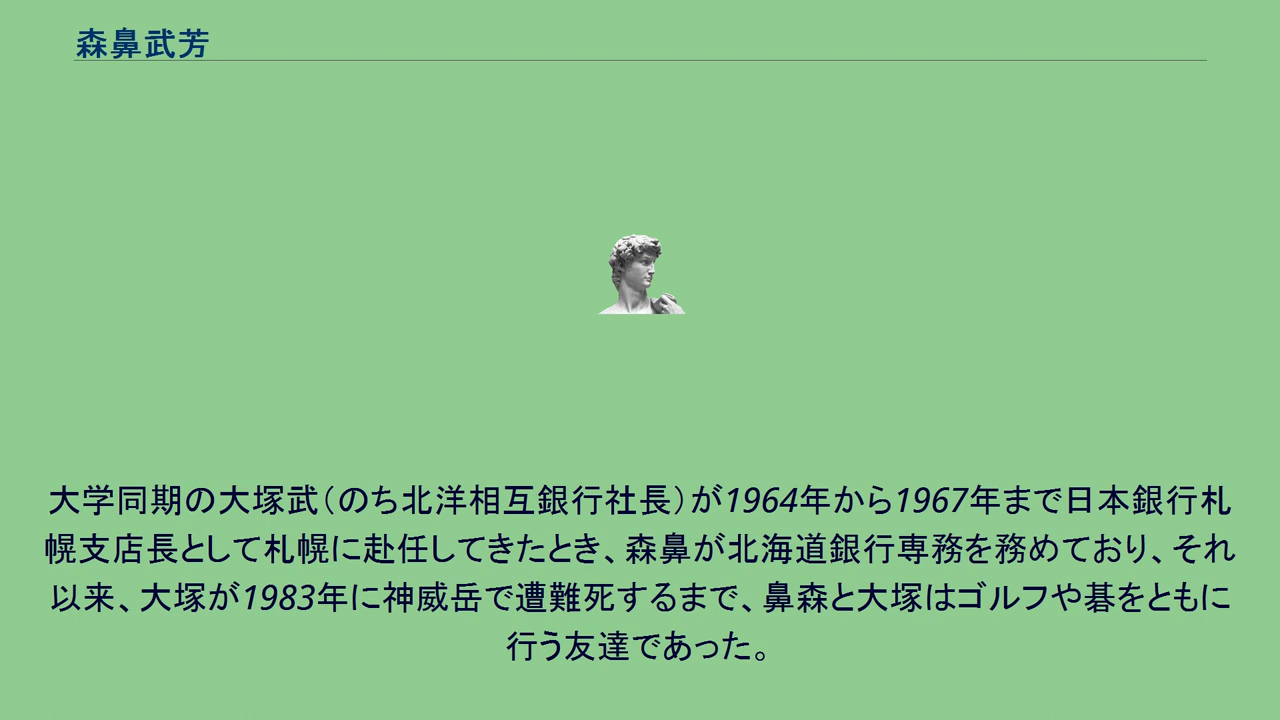 森鼻武芳
大学同期の大塚武（のち北洋相互銀行社長）が1964年から1967年まで日本銀行札
幌支店長として札幌に赴任してきたとき、森鼻が北海道銀行専務を務めており、それ
以来、大塚が1983年に神威岳で遭難死するまで、鼻森と大塚はゴルフや碁をともに
行う友達であった。